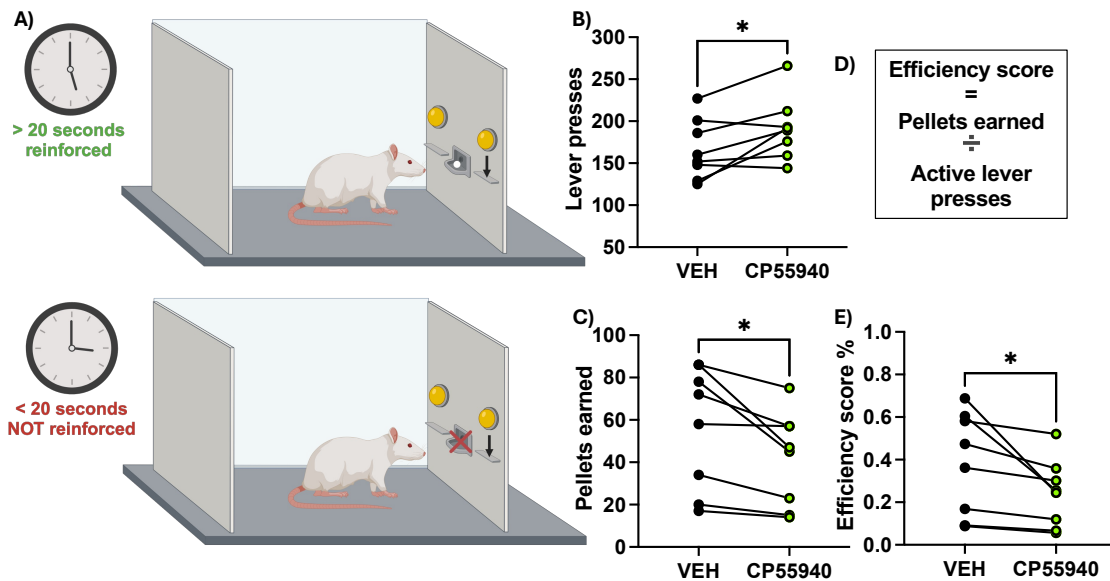 A)
> 20 seconds
reinforced
< 20 seconds
NOT reinforced
B)
*
300
250
200
150
100
50
Lever presses
VEH CP55940
D)
Efficiency score
=
Pellets earned
÷
Active lever
presses
C)
*
100
80
60
40
20
0
Pellets earned
VEH CP55940
E)
*
1.0
0.8
0.6
0.4
0.2
0.0
Efficiency score %
VEH CP55940